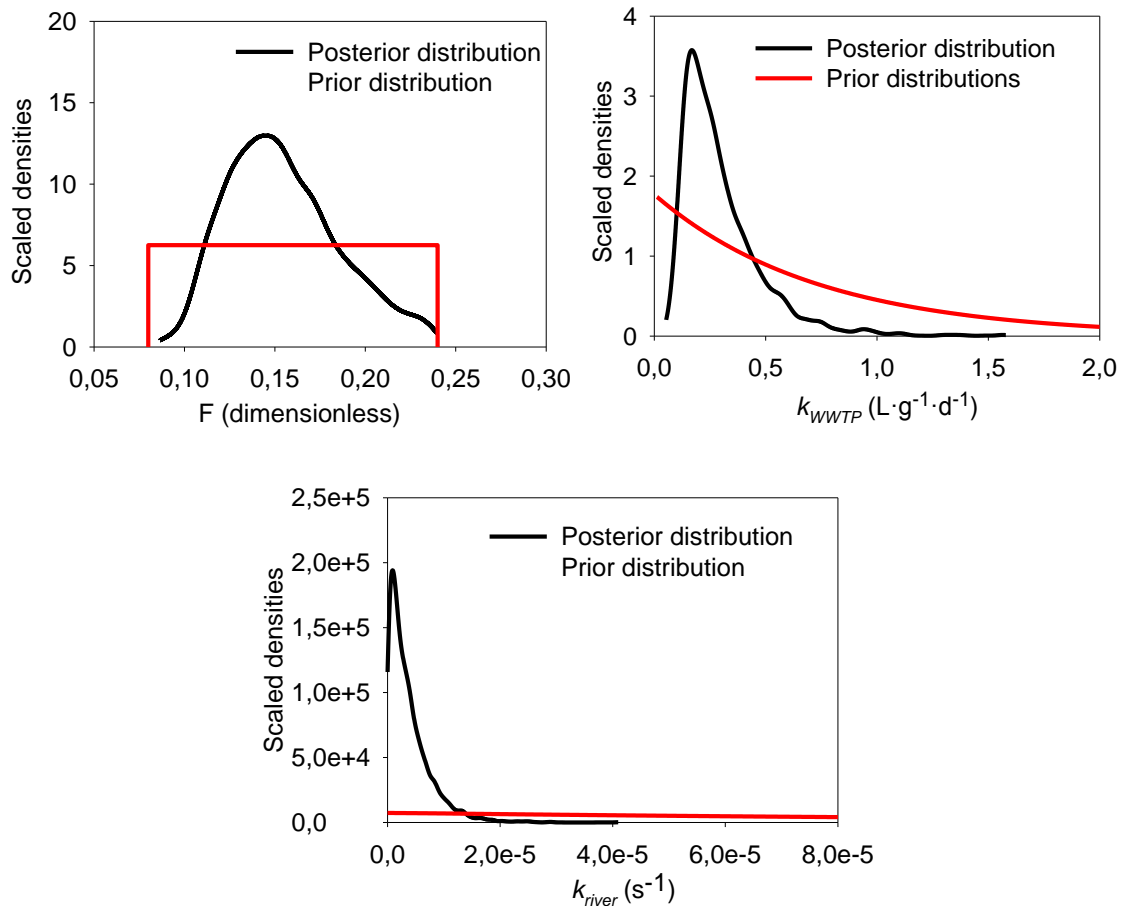 20
15
10
5
0
Scaled densities
Posterior distribution
Prior distribution
0,05 0,10 0,15 0,20 0,25 0,30
F (dimensionless)
4
3
2
1
0
Scaled densities
Posterior distribution
Prior distributions
0,0 0,5 1,0 1,5 2,0
k_WWTP (L·g⁻¹·d⁻¹)
2,5e+5
2,0e+5
1,5e+5
1,0e+5
5,0e+4
0,0
Scaled densities
Posterior distribution
Prior distribution
0,0 2,0e-5 4,0e-5 6,0e-5 8,0e-5
k_river (s⁻¹)